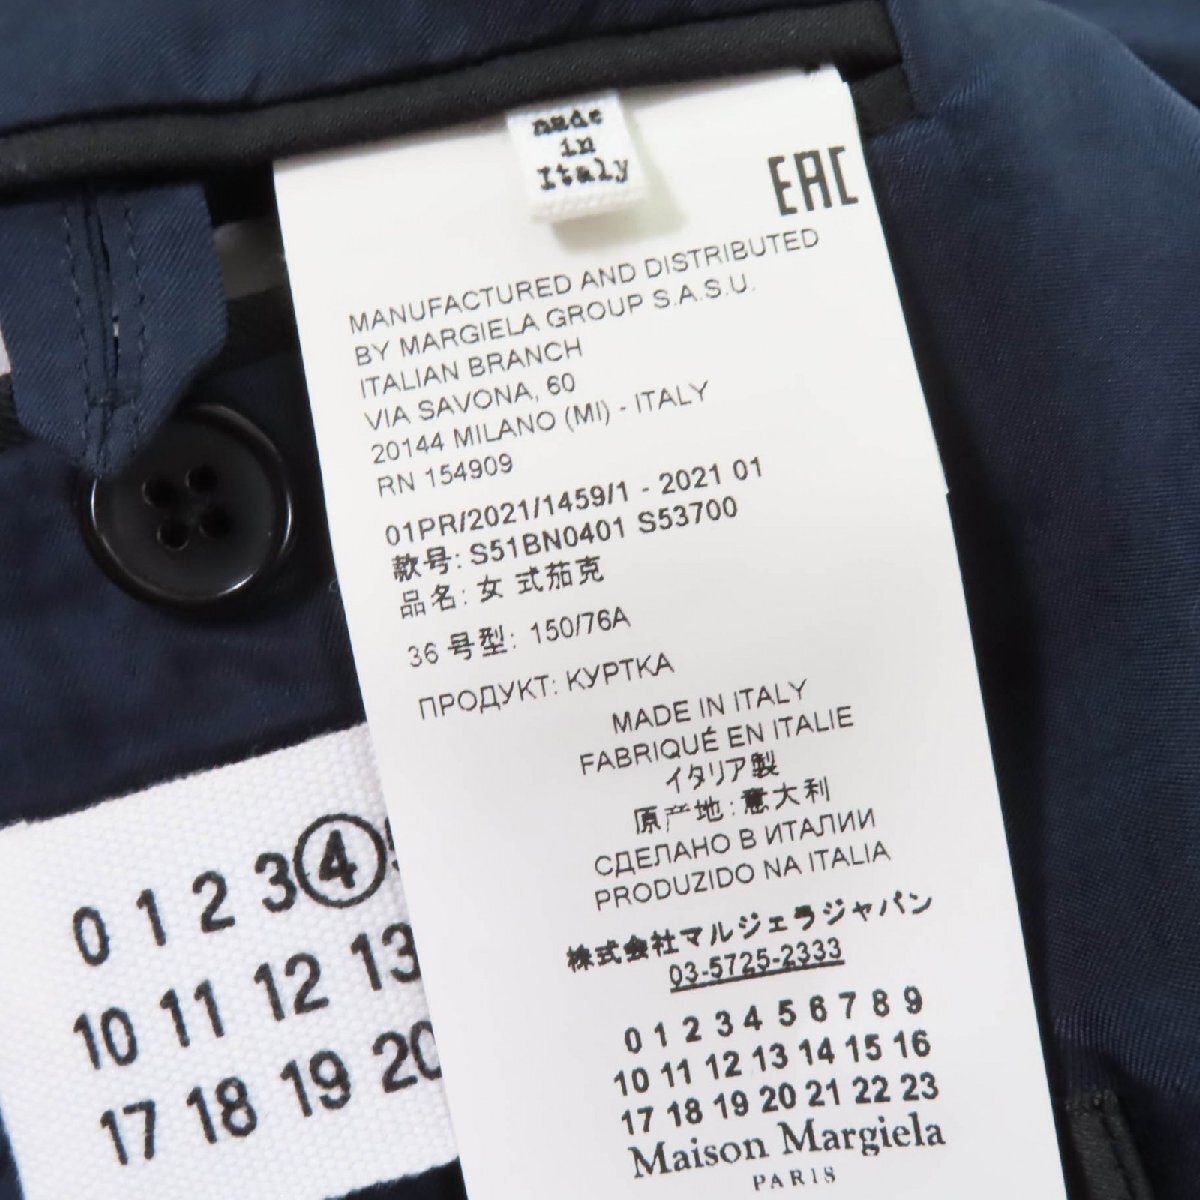 made
in
Italy
EAC
MANUFACTURED AND DISTRIBUTED
BY MARGIELA GROUP S.A.S.U.
ITALIAN BRANCH
VIA SAVONA, 60
20144 MILANO (MI) - ITALY
RN 154909
01PR/2021/1459/1 - 2021 01
款号: S51BN0401 S53700
品名: 女 式茄克
36 号型: 150/76A
ПРОДУКТ: КУРТКА
MADE IN ITALY
FABRIQUÉ EN ITALIE
イタリア製
原产地: 意大利
СДЕЛАНО В ИТАЛИИ
PRODUZIDO NA ITALIA
株式会社マルジェラジャパン
03-5725-2333
0 1 2 3 4 5 6 7 8 9
10 11 12 13 14 15 16
17 18 19 20 21 22 23
Maison Margiela
PARIS
0 1 2 3 4 5
10 11 12 13
17 18 19 20